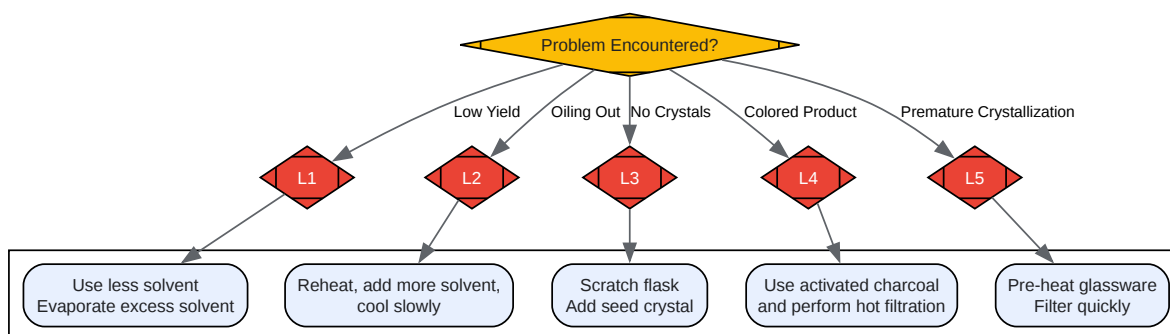 Problem Encountered?
Low Yield
Oiling Out
No Crystals
Colored Product
Premature Crystallization
L1
L2
L3
L4
L5
Use less solvent
Evaporate excess solvent
Reheat, add more solvent,
cool slowly
Scratch flask
Add seed crystal
Use activated charcoal
and perform hot filtration
Pre-heat glassware
Filter quickly